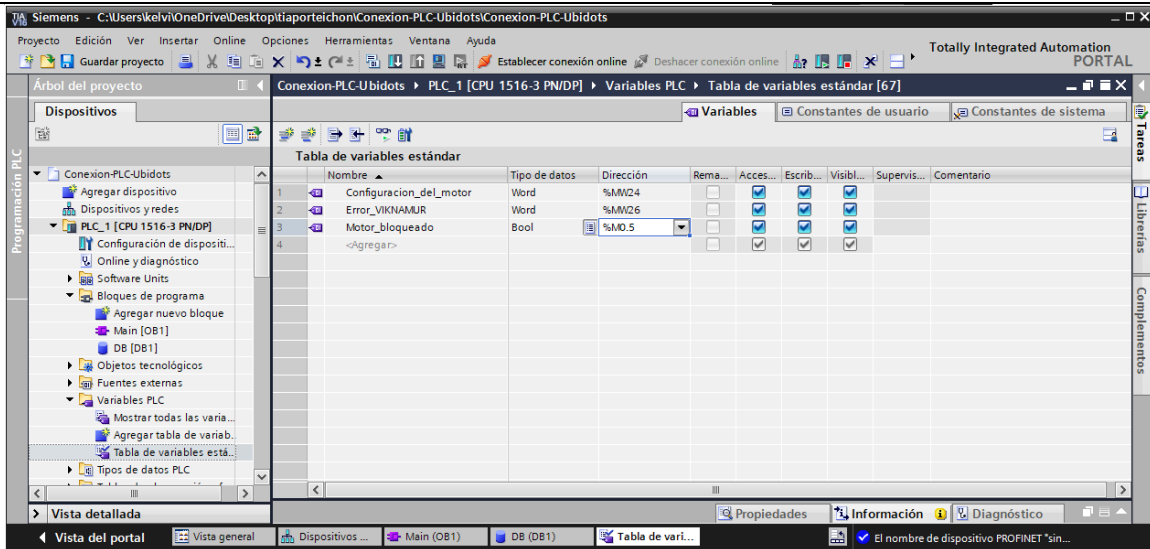 Siemens - C:\Users\kelvi\OneDrive\Desktop\tiaporteichon\Conexion-PLC-Ubidots\Conexion-PLC-Ubidots
Proyecto Edición Ver Insertar Online Opciones Herramientas Ventana Ayuda
Totally Integrated Automation
PORTAL
Guardar proyecto Establecer conexión online Deshacer conexión online
Árbol del proyecto
Conexion-PLC-Ubidots PLC_1 [CPU 1516-3 PN/DP] Variables PLC Tabla de variables estándar [67]
Dispositivos
Variables Constantes de usuario Constantes de sistema
Tabla de variables estándar
Nombre Tipo de datos Dirección Rema... Acces... Escrib... Visibl... Supervis... Comentario
1 Configuracion_del_motor Word %MW24
2 Error_VIKNAMUR Word %MW26
3 Motor_bloqueado Bool %M0.5
4 <Agregar>
Conexion-PLC-Ubidots
Agregar dispositivo
Dispositivos y redes
PLC_1 [CPU 1516-3 PN/DP]
Configuración de dispositi...
Online y diagnóstico
Software Units
Bloques de programa
Agregar nuevo bloque
Main [OB1]
DB [DB1]
Objetos tecnológicos
Fuentes externas
Variables PLC
Mostrar todas las varia...
Agregar tabla de variab..
Tabla de variables está..
Tipos de datos PLC
Vista detallada
Programación PLC
Tareas
Librerías
Complementos
Propiedades Información Diagnóstico
Vista del portal Vista general Dispositivos ... Main (OB1) DB (DB1) Tabla de vari... El nombre de dispositivo PROFINET "sin...